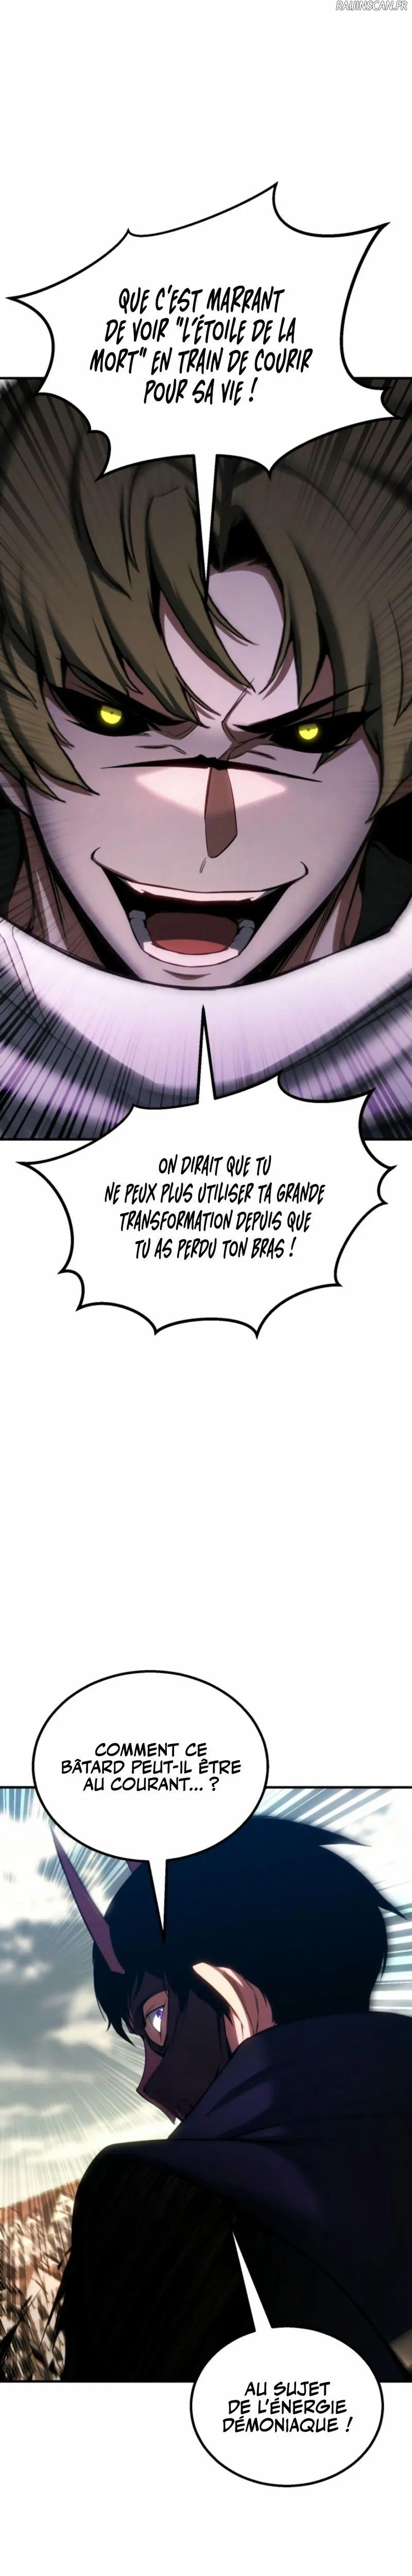 RAIJINSCAN.FR
QUE C'EST MARRANT
DE VOIR "L'ÉTOILE DE LA
MORT" EN TRAIN DE COURIR
POUR SA VIE !
ON DIRAIT QUE TU
NE PEUX PLUS UTILISER TA GRANDE
TRANSFORMATION DEPUIS QUE
TU AS PERDU TON BRAS !
COMMENT CE
BÂTARD PEUT-IL ÊTRE
AU COURANT... ?
AU SUJET
DE L'ÉNERGIE
DÉMONIAQUE !